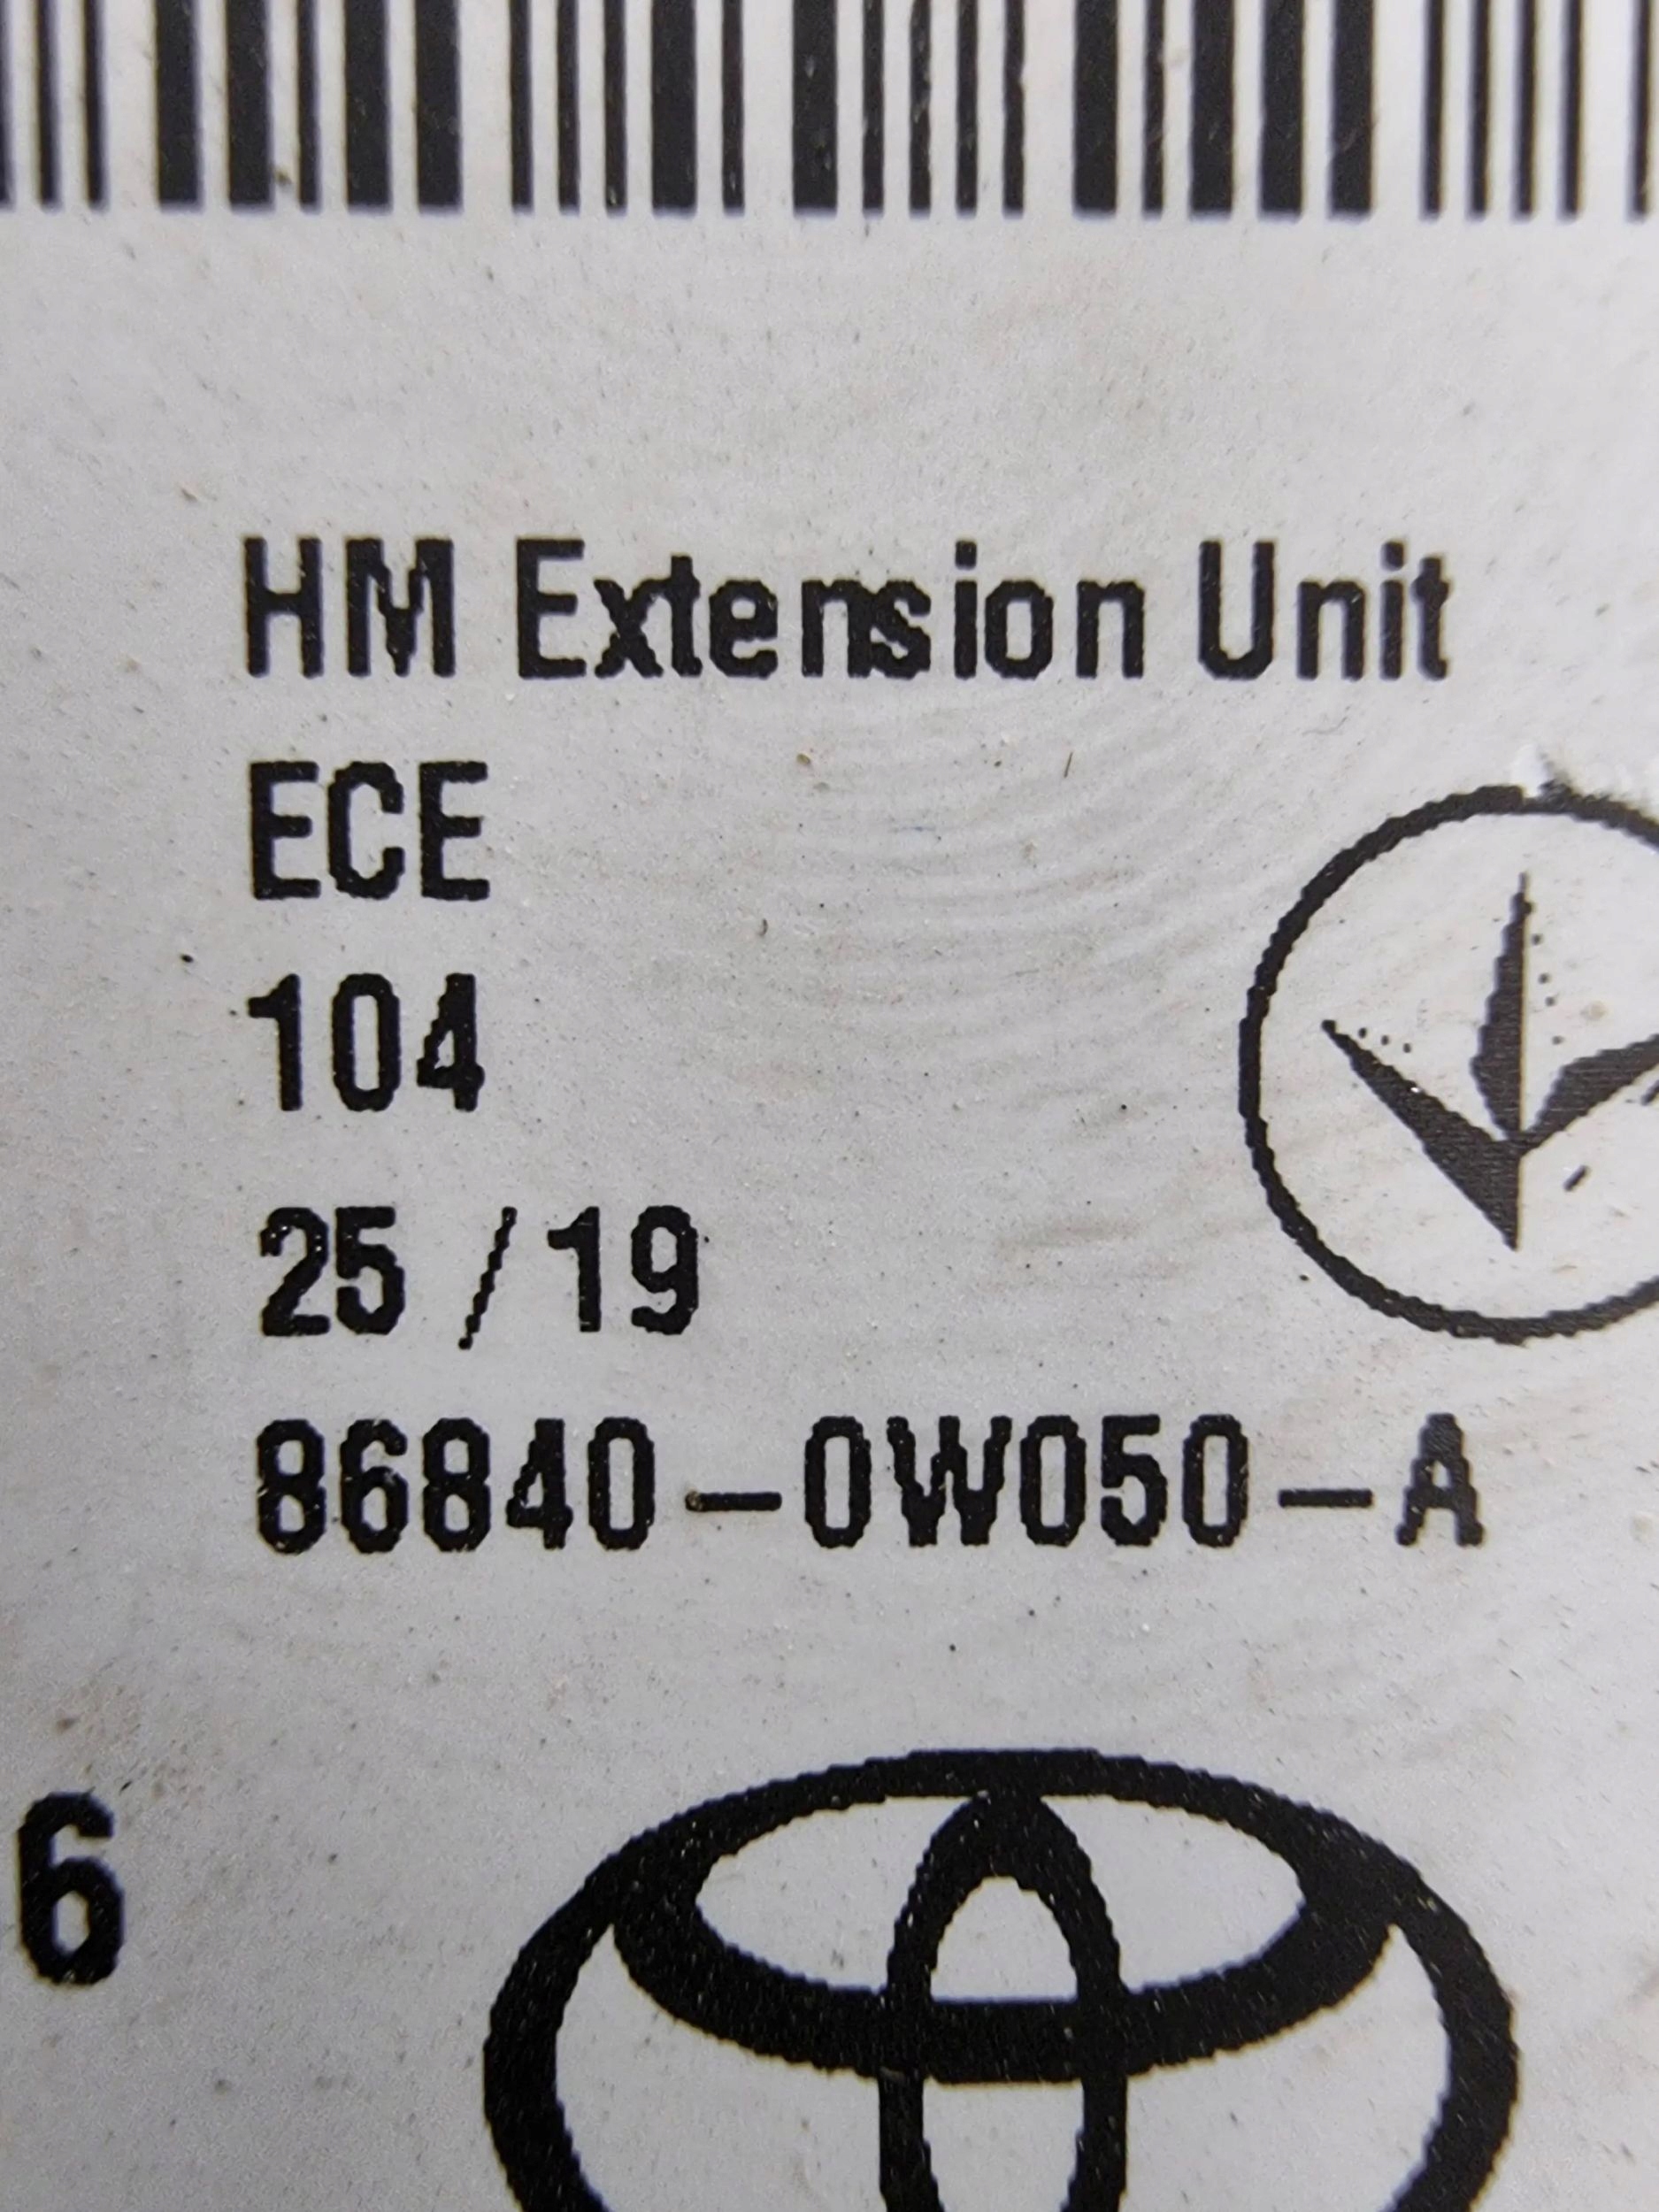 HM Extension Unit
ECE
104
25 / 19
86840-0W050-A
6